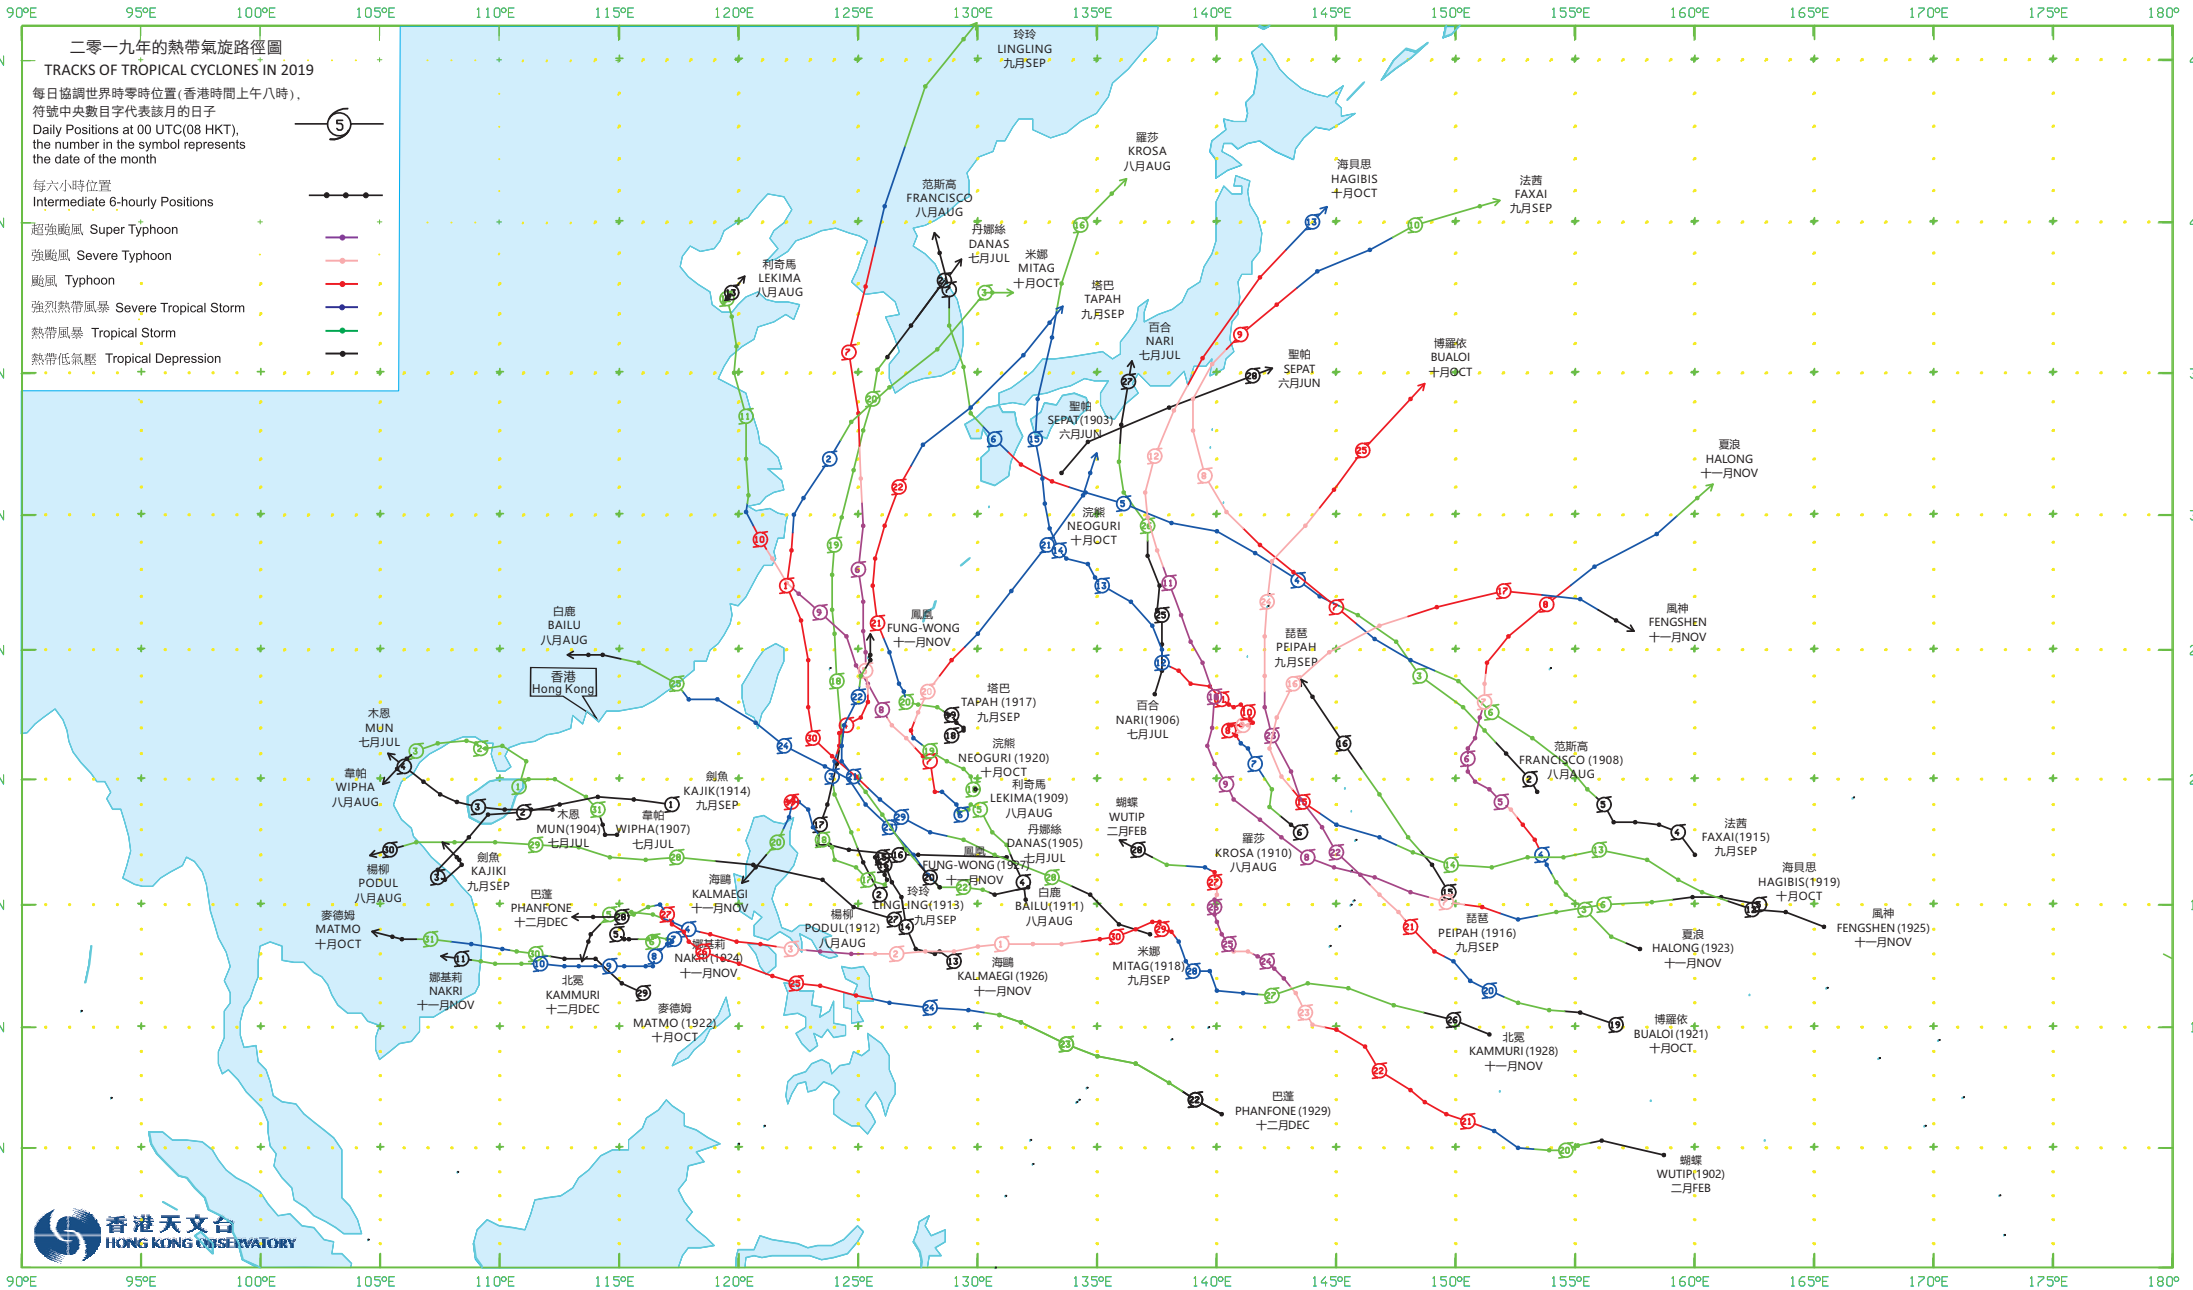 90°E 95°E 100°E 105°E 110°E 115°E 120°E 125°E 130°E 135°E 140°E 145°E 150°E 155°E 160°E 165°E 170°E 175°E 180°
二零一九年的熱帶氣旋路徑圖
TRACKS OF TROPICAL CYCLONES IN 2019
每日協調世界時零時位置(香港時間上午八時),
符號中央數目字代表該月的日子
Daily Positions at 00 UTC(08 HKT),
the number in the symbol represents
the date of the month
5
每六小時位置
Intermediate 6-hourly Positions
超強颱風 Super Typhoon
強颱風 Severe Typhoon
颱風 Typhoon
強烈熱帶風暴 Severe Tropical Storm
熱帶風暴 Tropical Storm
熱帶低氣壓 Tropical Depression
玲玲
LINGLING
九月SEP
羅莎
KROSA
八月AUG
海貝思
HAGIBIS
十月OCT
法茜
FAXAI
九月SEP
范斯高
FRANCISCO
八月AUG
丹娜絲
DANAS
七月JUL
米娜
MITAG
十月OCT
利奇馬
LEKIMA
八月AUG
塔巴
TAPAH
九月SEP
百合
NARI
七月JUL
聖帕
SEPAT
六月JUN
博羅依
BUALOI
十月OCT
聖帕
SEPAT(1903)
六月JUN
夏浪
HALONG
十一月NOV
浣熊
NEOGURI
十月OCT
白鹿
BAILU
八月AUG
鳳凰
FUNG-WONG
十一月NOV
琵琶
PEIPAH
九月SEP
風神
FENGSHEN
十一月NOV
香港
Hong Kong
塔巴
TAPAH (1917)
九月SEP
百合
NARI(1906)
七月JUL
木恩
MUN
七月JUL
浣熊
NEOGURI (1920)
十月OCT
范斯高
FRANCISCO (1908)
八月AUG
韋帕
WIPHA
八月AUG
劍魚
KAJIK(1914)
九月SEP
利奇馬
LEKIMA(1909)
八月AUG
蝴蝶
WUTIP
二月FEB
木恩
MUN(1904)
七月JUL
韋帕
WIPHA(1907)
七月JUL
丹娜絲
DANAS(1905)
七月JUL
羅莎
KROSA (1910)
八月AUG
法茜
FAXAI(1915)
九月SEP
楊柳
PODUL
八月AUG
劍魚
KAJIKI
九月SEP
鳳凰
FUNG-WONG(1927)
十一月NOV
海貝思
HAGIBIS(1919)
十月OCT
巴蓬
PHANFONE
十二月DEC
海鷗
KALMAEGI
十一月NOV
玲玲
LINGLING(1913)
九月SEP
白鹿
BAILU(1911)
八月AUG
麥德姆
MATMO
十月OCT
楊柳
PODUL(1912)
八月AUG
琵琶
PEIPAH (1916)
九月SEP
風神
FENGSHEN (1925)
十一月NOV
娜基莉
NAKRI (1924)
十一月NOV
米娜
MITAG(1918)
九月SEP
夏浪
HALONG (1923)
十一月NOV
海鷗
KALMAEGI (1926)
十一月NOV
娜基莉
NAKRI
十一月NOV
北冕
KAMMURI
十二月DEC
麥德姆
MATMO (1922)
十月OCT
北冕
KAMMURI (1928)
十一月NOV
博羅依
BUALOI (1921)
十月OCT
巴蓬
PHANFONE (1929)
十二月DEC
蝴蝶
WUTIP(1902)
二月FEB
香港天文台
HONG KONG OBSERVATORY
90°E 95°E 100°E 105°E 110°E 115°E 120°E 125°E 130°E 135°E 140°E 145°E 150°E 155°E 160°E 165°E 170°E 175°E 180°